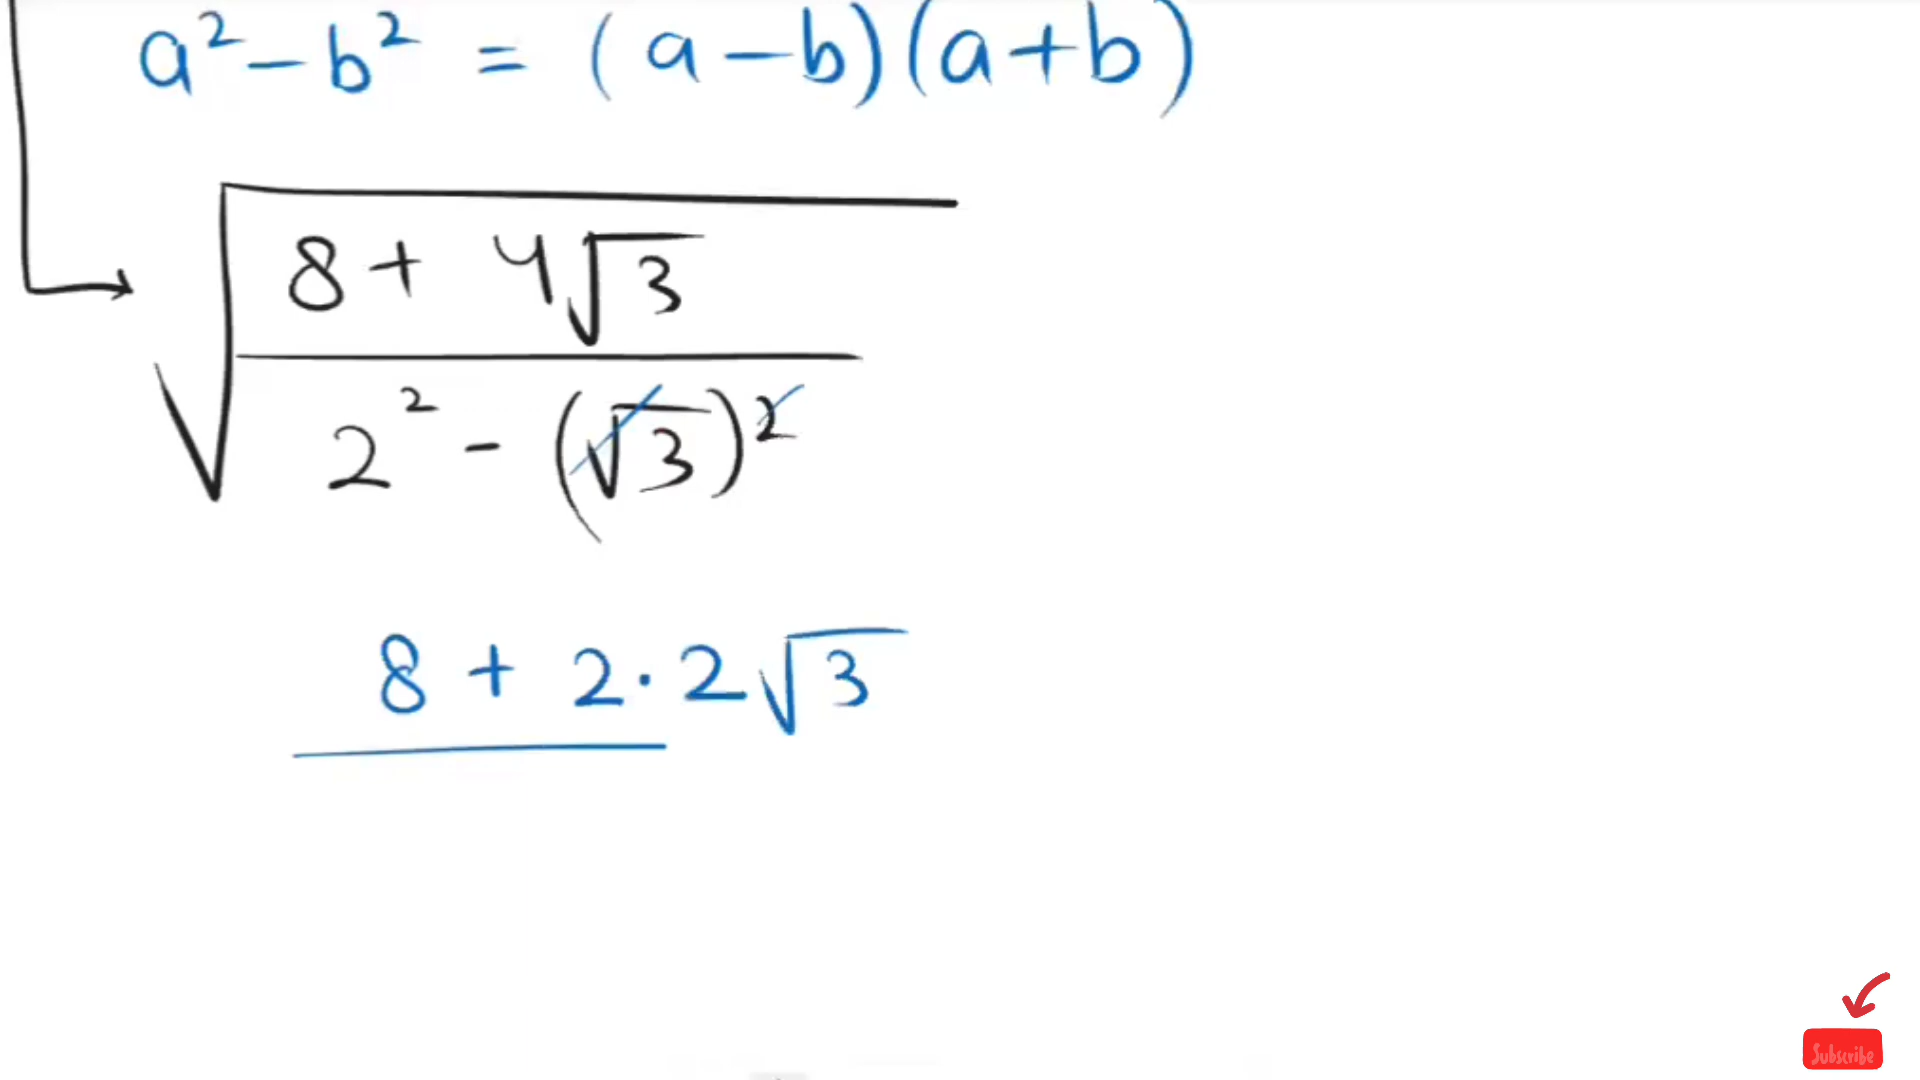 a² - b² = (a - b)(a + b)
√(8 + 4√3
2² - (√3)²)
8 + 2 · 2√3
Subscribe